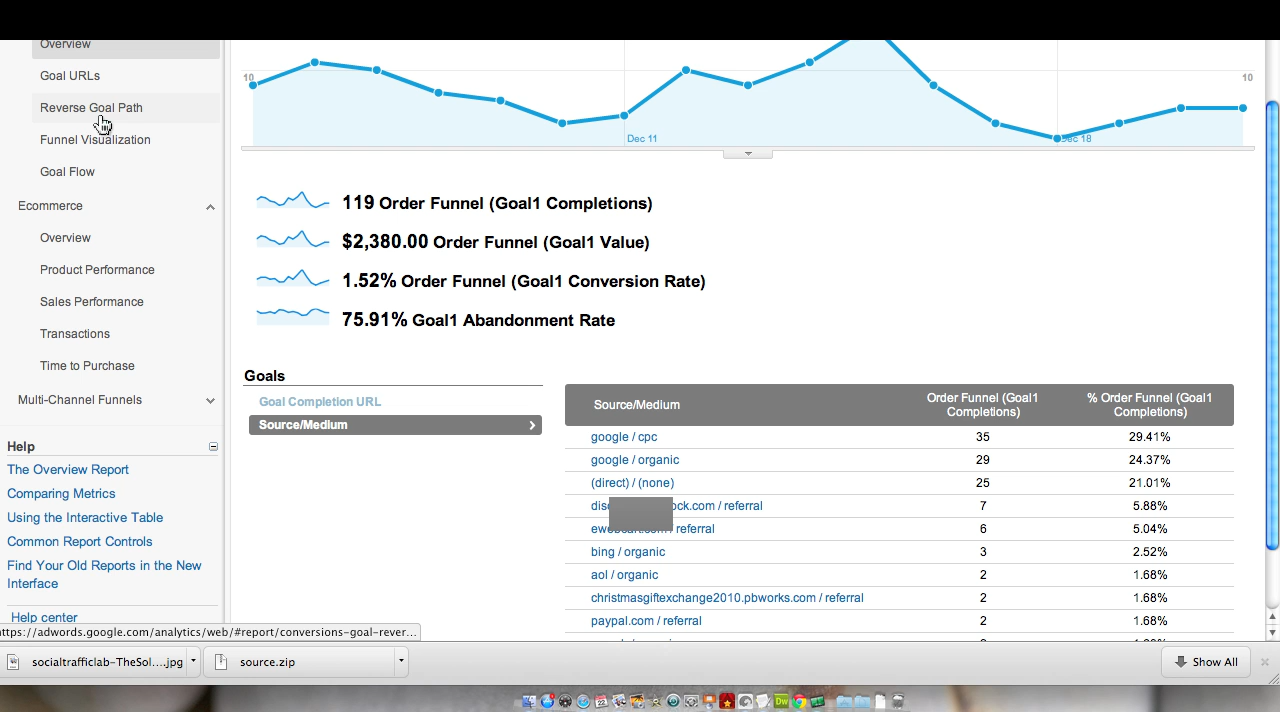 Overview
Goal URLs
Reverse Goal Path
Funnel Visualization
Goal Flow
Ecommerce
Overview
Product Performance
Sales Performance
Transactions
Time to Purchase
Multi-Channel Funnels
Help
The Overview Report
Comparing Metrics
Using the Interactive Table
Common Report Controls
Find Your Old Reports in the New
Interface
Help center
ttps://adwords.google.com/analytics/web/#report/conversions-goal-rever...
10
10
Dec 11
Dec 18
119 Order Funnel (Goal1 Completions)
$2,380.00 Order Funnel (Goal1 Value)
1.52% Order Funnel (Goal1 Conversion Rate)
75.91% Goal1 Abandonment Rate
Goals
Goal Completion URL
Source/Medium
Source/Medium Order Funnel (Goal1 Completions) % Order Funnel (Goal1 Completions)
google / cpc 35 29.41%
google / organic 29 24.37%
(direct) / (none) 25 21.01%
ock.com / referral 7 5.88%
referral 6 5.04%
bing / organic 3 2.52%
aol / organic 2 1.68%
christmasgiftexchange2010.pbworks.com / referral 2 1.68%
paypal.com / referral 2 1.68%
socialtrafficlab-TheSol....jpg
source.zip
Show All
Dw